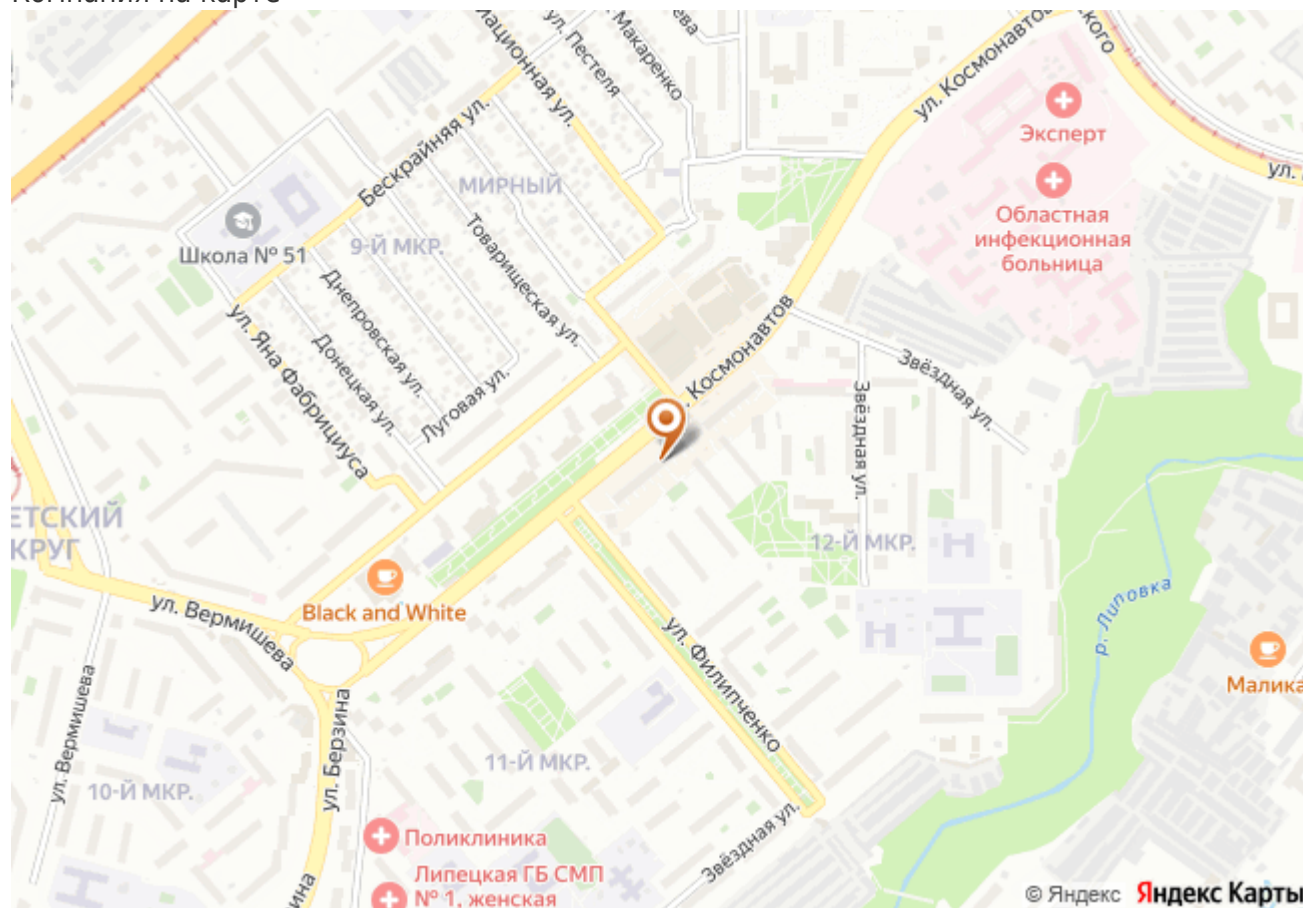 Компания на карте
ул. Пестеля
Макаренко
ул. Космонавтов
Эксперт
Бескрайняя ул.
МИРНЫЙ
Областная
инфекционная
больница
Школа № 51
9-Й МКР.
Товарищеская ул.
Днепровская ул.
Донецкая ул.
Луговая ул.
ул. Яна Фабрициуса
Космонавтов
Звёздная ул.
Звёздная ул.
12-Й МКР.
р. Липовка
Black and White
ул. Вермишева
ул. Филипченко
Малика
ул. Вермишева
ул. Берзина
11-Й МКР.
10-Й МКР.
Поликлиника
Звёздная ул.
Липецкая ГБ СМП
№ 1, женская
© Яндекс Яндекс Карты